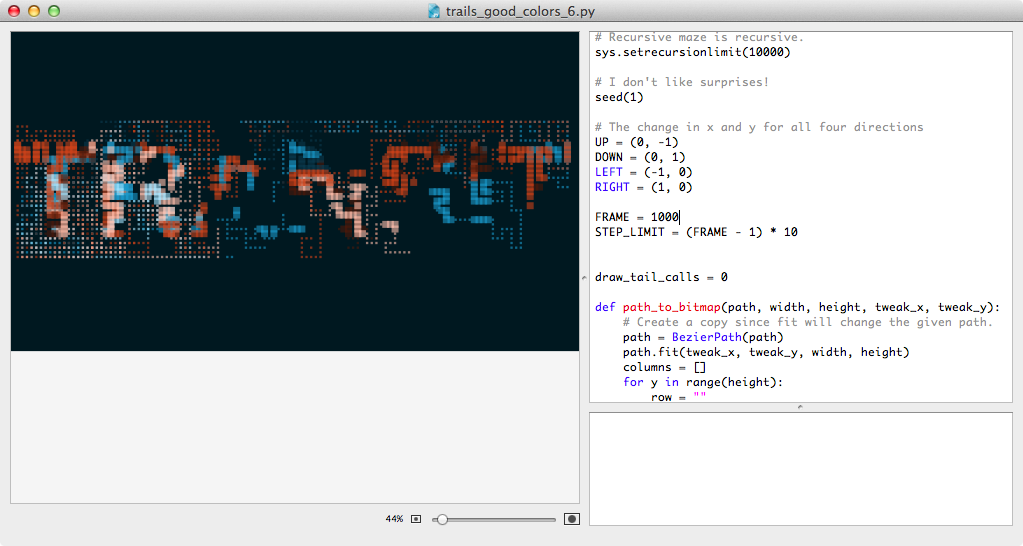 trails_good_colors_6.py
# Recursive maze is recursive.
sys.setrecursionlimit(10000)
# I don't like surprises!
seed(1)
# The change in x and y for all four directions
UP = (0, -1)
DOWN = (0, 1)
LEFT = (-1, 0)
RIGHT = (1, 0)
FRAME = 1000
STEP_LIMIT = (FRAME - 1) * 10
draw_tail_calls = 0
def path_to_bitmap(path, width, height, tweak_x, tweak_y):
# Create a copy since fit will change the given path.
path = BezierPath(path)
path.fit(tweak_x, tweak_y, width, height)
columns = []
for y in range(height):
row = ""
44%